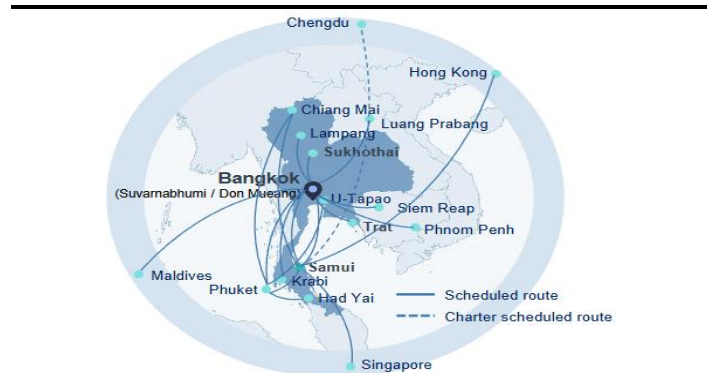 Chengdu
Hong Kong
Chiang Mai
Luang Prabang
Lampang
Sukhothai
Bangkok
(Suvarnabhumi / Don Mueang)
U-Tapao
Siem Reap
Trat
Phnom Penh
Samui
Maldives
Krabi
Phuket
Had Yai
Scheduled route
Charter scheduled route
Singapore